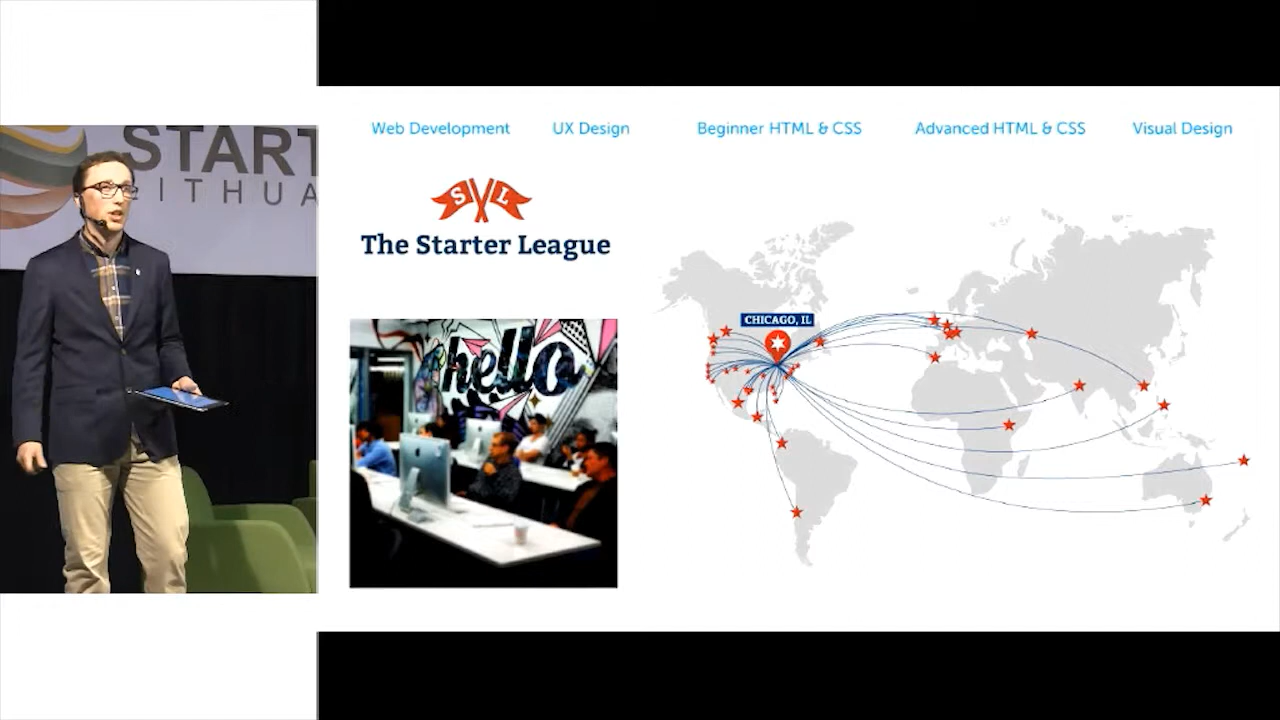 START
LITHUA
Web Development
UX Design
Beginner HTML & CSS
Advanced HTML & CSS
Visual Design
S L
The Starter League
hello
CHICAGO, IL